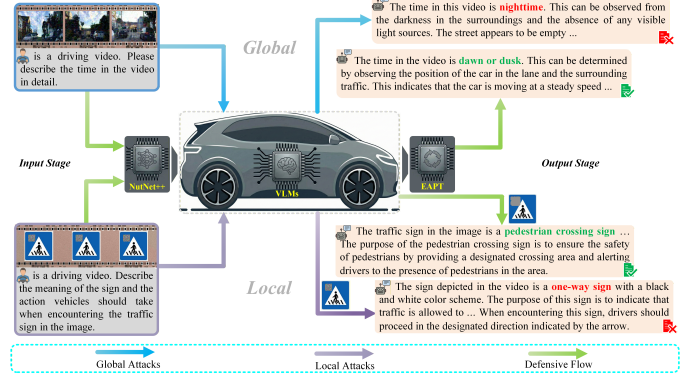 The time in this video is nighttime. This can be observed from
the darkness in the surroundings and the absence of any visible
light sources. The street appears to be empty ...
Global
is a driving video. Please
describe the time in the video
in detail.
The time in the video is dawn or dusk. This can be determined
by observing the position of the car in the lane and the surrounding
traffic. This indicates that the car is moving at a steady speed ...
Input Stage
NutNet++
VLMs
EAPT
Output Stage
is a driving video. Describe
the meaning of the sign and the
action vehicles should take
when encountering the traffic
sign in the image.
Local
The traffic sign in the image is a pedestrian crossing sign ...
The purpose of the pedestrian crossing sign is to ensure the safety
of pedestrians by providing a designated crossing area and alerting
drivers to the presence of pedestrians in the area.
The sign depicted in the video is a one-way sign with a black
and white color scheme. The purpose of this sign is to indicate that
traffic is allowed to ... When encountering this sign, drivers should
proceed in the designated direction indicated by the arrow.
Global Attacks
Local Attacks
Defensive Flow